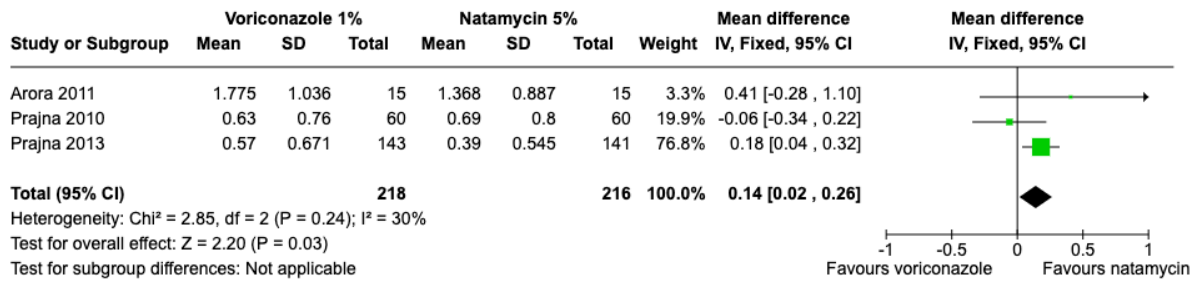 Voriconazole 1% Natamycin 5% Mean difference Mean difference
Study or Subgroup Mean SD Total Mean SD Total Weight IV, Fixed, 95% CI IV, Fixed, 95% CI
Arora 2011 1.775 1.036 15 1.368 0.887 15 3.3% 0.41 [-0.28 , 1.10]
Prajna 2010 0.63 0.76 60 0.69 0.8 60 19.9% -0.06 [-0.34 , 0.22]
Prajna 2013 0.57 0.671 143 0.39 0.545 141 76.8% 0.18 [0.04 , 0.32]
Total (95% CI) 218 216 100.0% 0.14 [0.02 , 0.26]
Heterogeneity: Chi² = 2.85, df = 2 (P = 0.24); I² = 30%
Test for overall effect: Z = 2.20 (P = 0.03)
Test for subgroup differences: Not applicable
-1 -0.5 0 0.5 1
Favours voriconazole Favours natamycin